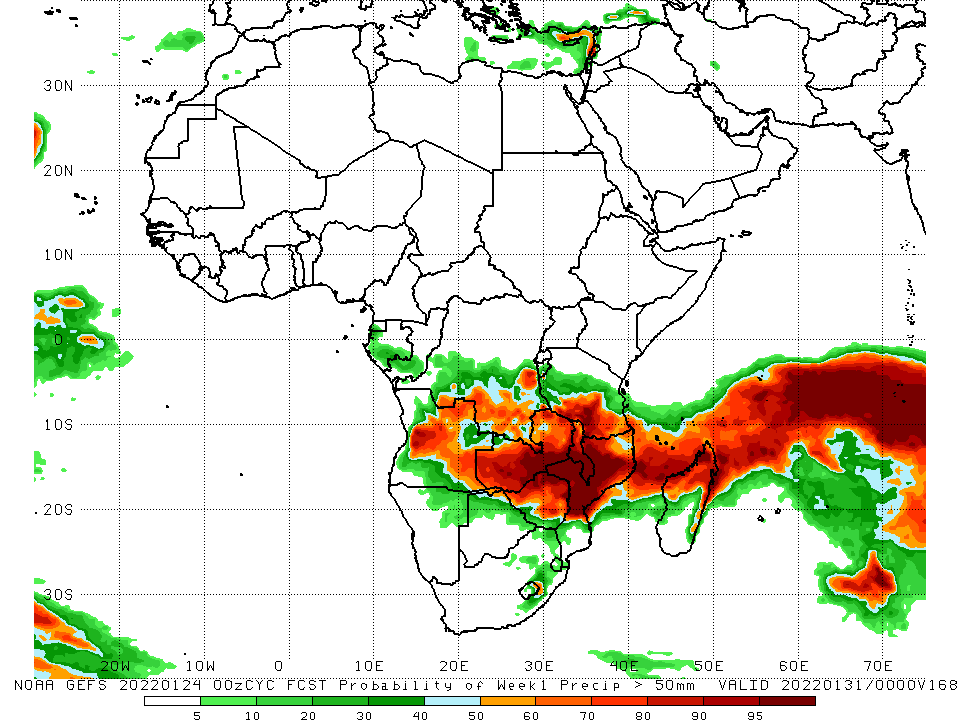 30N
20N
10N
0
10S
20S
30S
20W 10W 0 10E 20E 30E 40E 50E 60E 70E
NOAA GEFS 20220124 00zCYC FCST Probability of Week1 Precip > 50mm VALID 20220131/0000V168
5 10 20 30 40 50 60 70 80 90 95